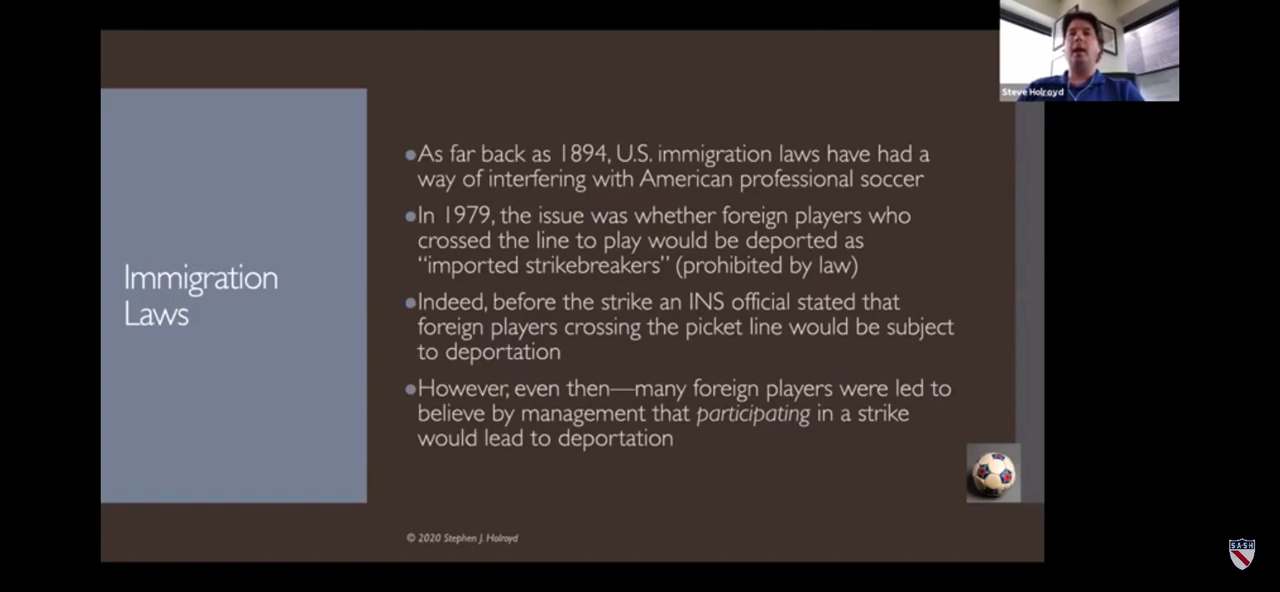 Steve Holroyd
Immigration
Laws
•As far back as 1894, U.S. immigration laws have had a
way of interfering with American professional soccer
•In 1979, the issue was whether foreign players who
crossed the line to play would be deported as
“imported strikebreakers” (prohibited by law)
•Indeed, before the strike an INS official stated that
foreign players crossing the picket line would be subject
to deportation
•However, even then—many foreign players were led to
believe by management that participating in a strike
would lead to deportation
© 2020 Stephen J. Holroyd
SASH